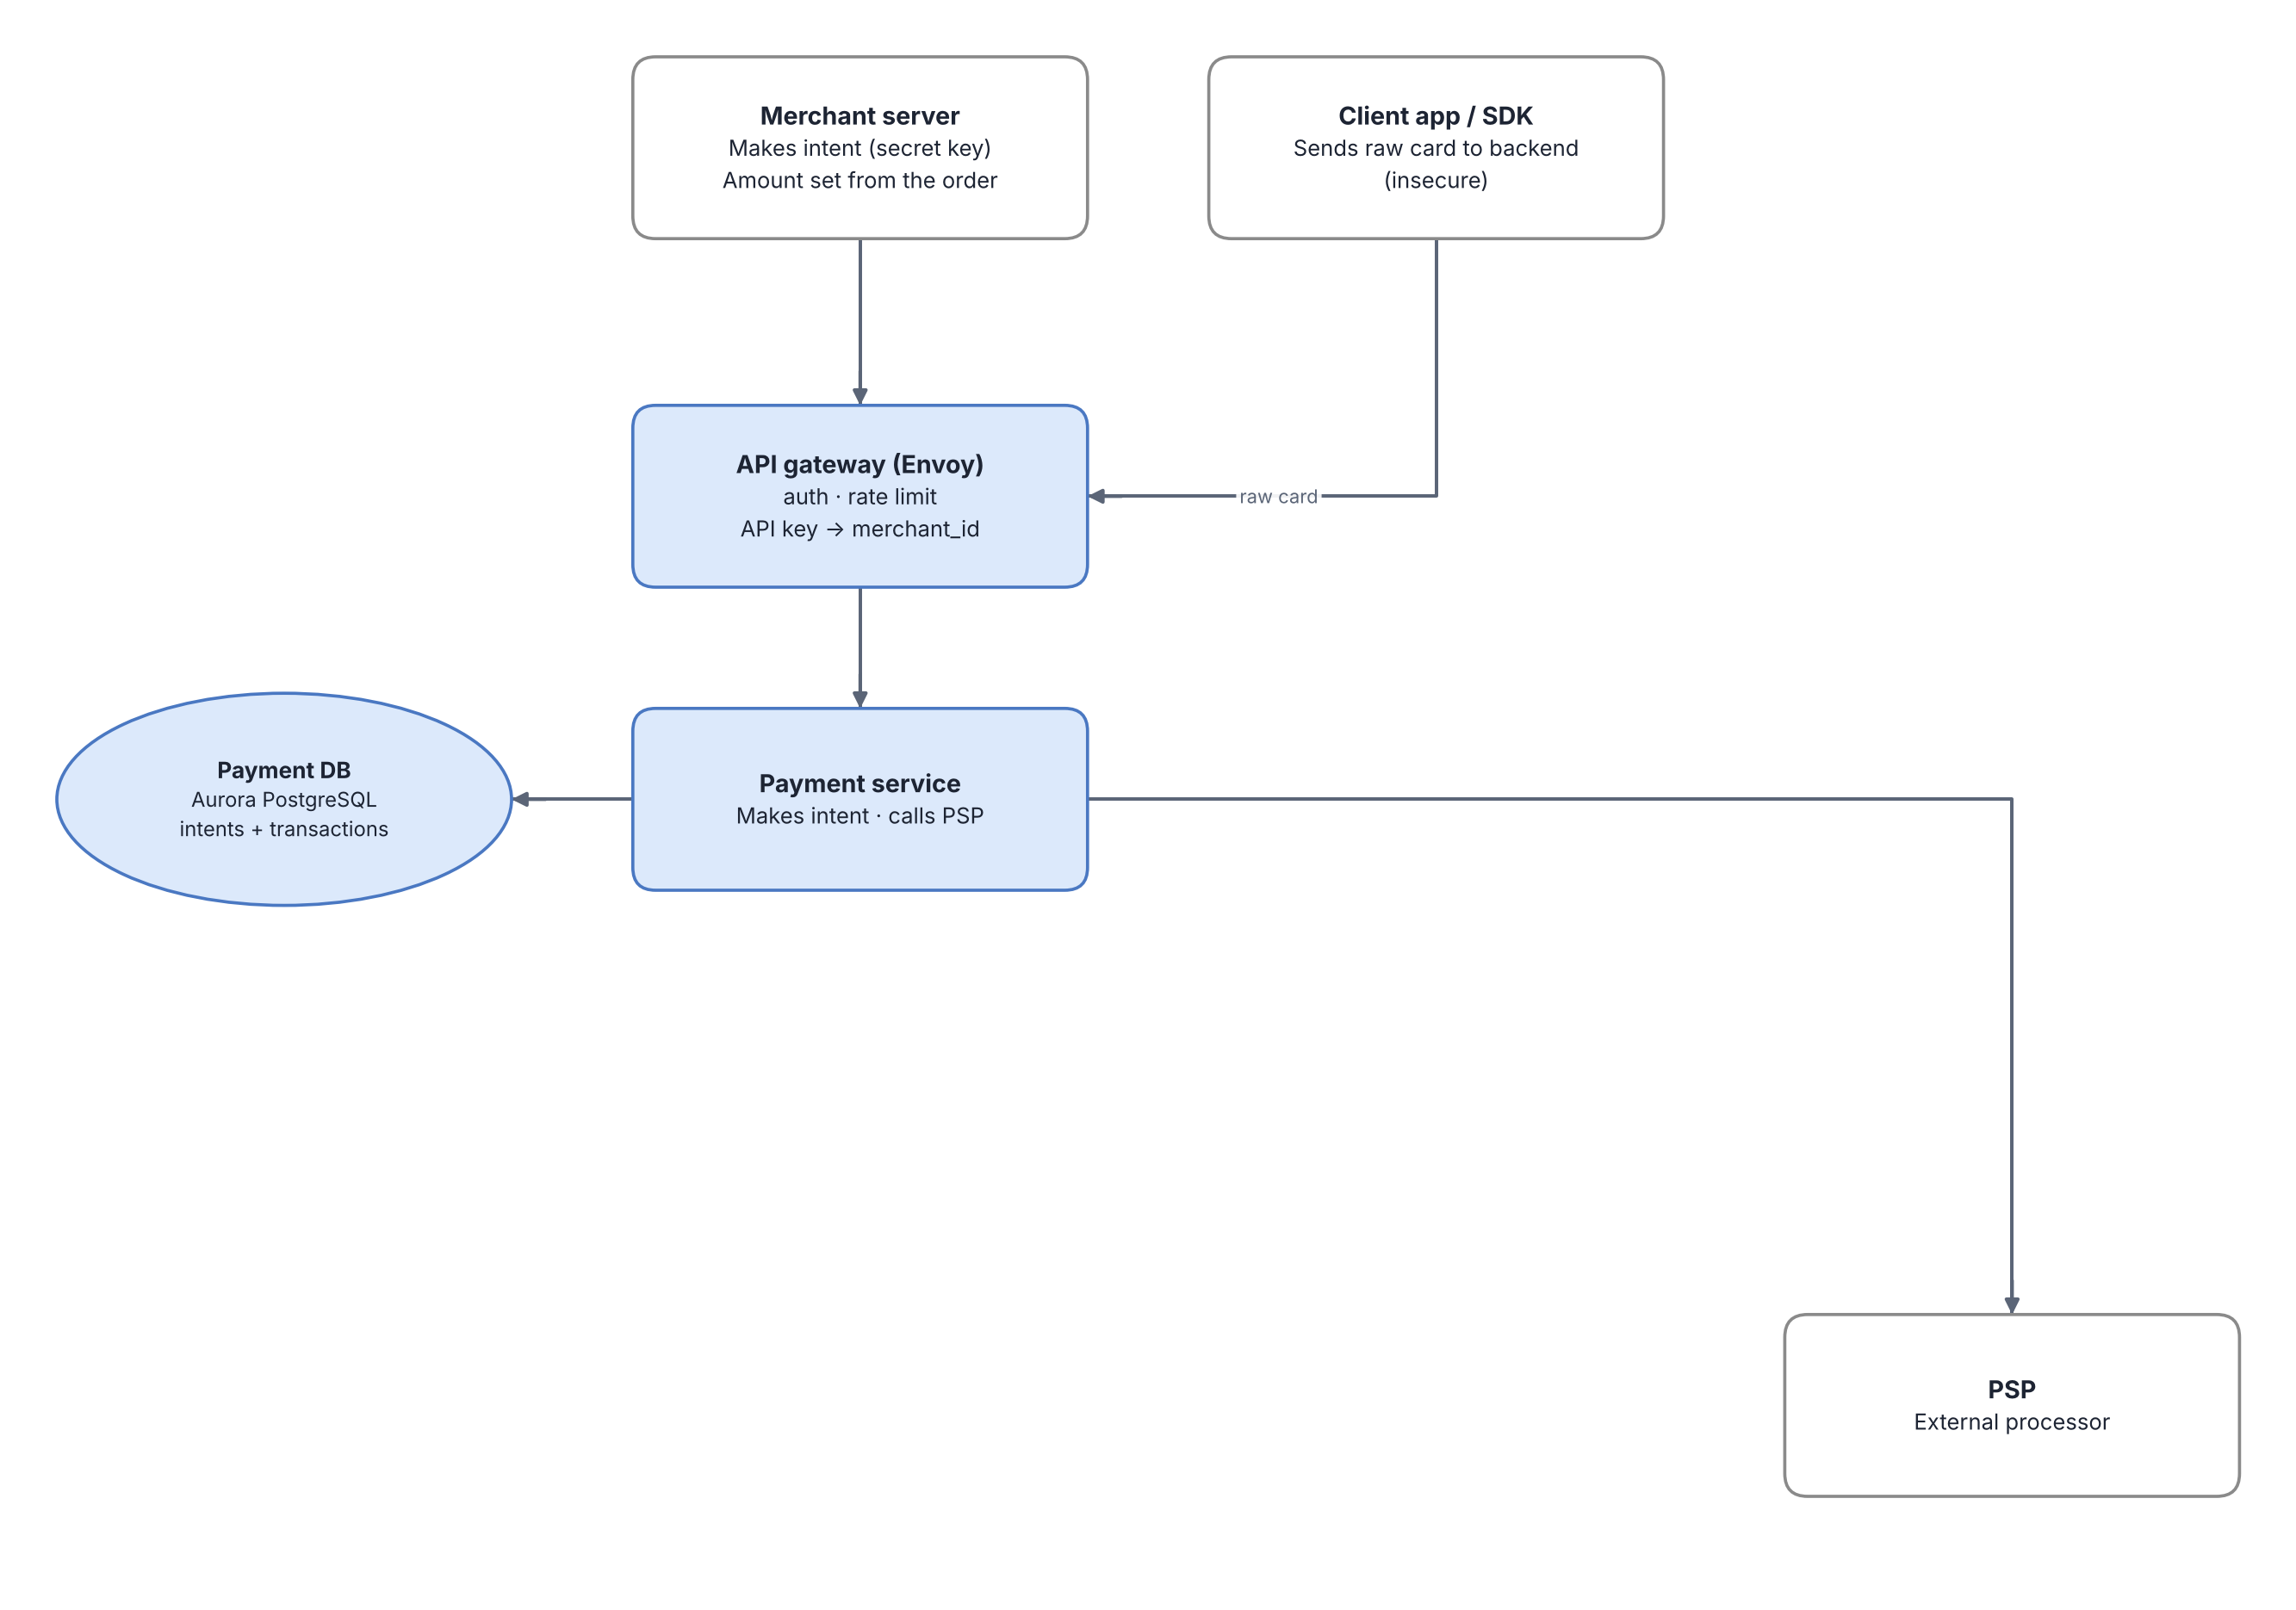 Merchant server
Makes intent (secret key)
Amount set from the order
Client app / SDK
Sends raw card to backend
(insecure)
API gateway (Envoy)
auth · rate limit
API key → merchant_id
raw card
Payment DB
Aurora PostgreSQL
intents + transactions
Payment service
Makes intent · calls PSP
PSP
External processor